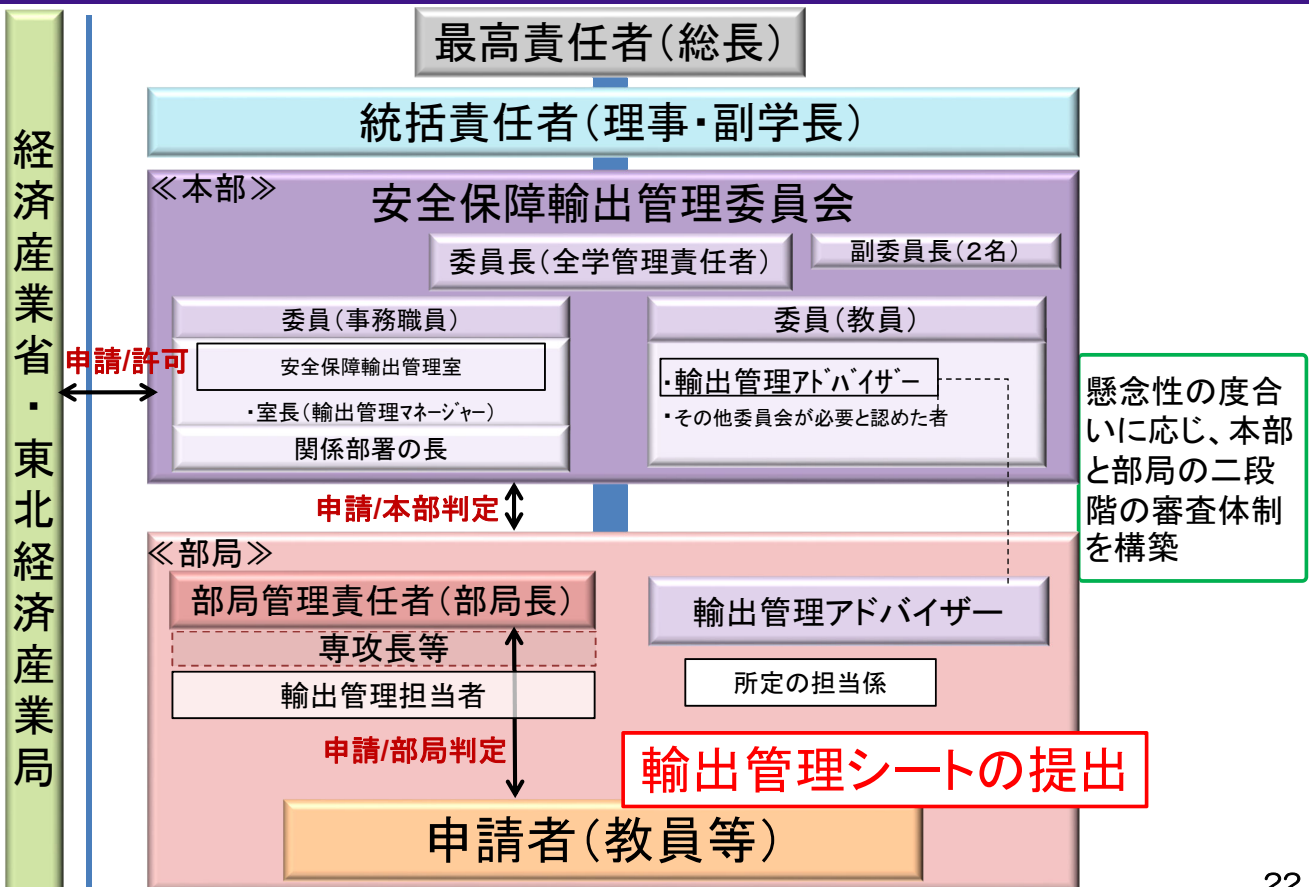 最高責任者(総長)
統括責任者(理事・副学長)
≪本部≫
安全保障輸出管理委員会
委員長(全学管理責任者)
副委員長(2名)
委員(事務職員)
安全保障輸出管理室
・室長(輸出管理ﾏﾈｰｼﾞｬｰ)
関係部署の長
委員(教員)
・輸出管理ｱﾄﾞﾊﾞｲｻﾞｰ
・その他委員会が必要と認めた者
経済産業省・東北経済産業局
申請/許可
懸念性の度合
いに応じ、本部
と部局の二段
階の審査体制
を構築
申請/本部判定
≪部局≫
部局管理責任者(部局長)
専攻長等
輸出管理担当者
輸出管理アドバイザー
所定の担当係
申請/部局判定
輸出管理シートの提出
申請者(教員等)
22